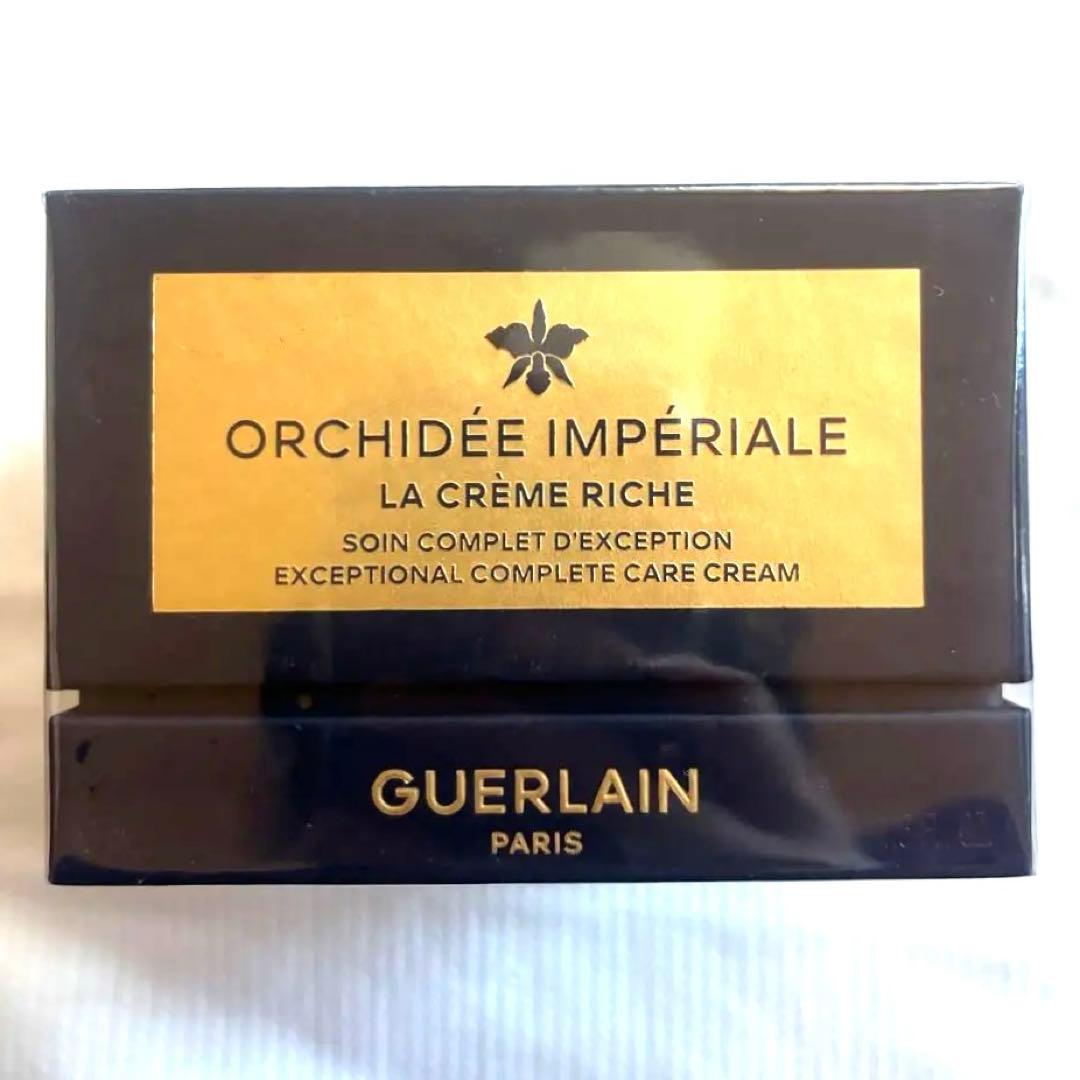 ORCHIDÉE IMPÉRIALE
LA CRÈME RICHE
SOIN COMPLET D'EXCEPTION
EXCEPTIONAL COMPLETE CARE CREAM
GUERLAIN
PARIS